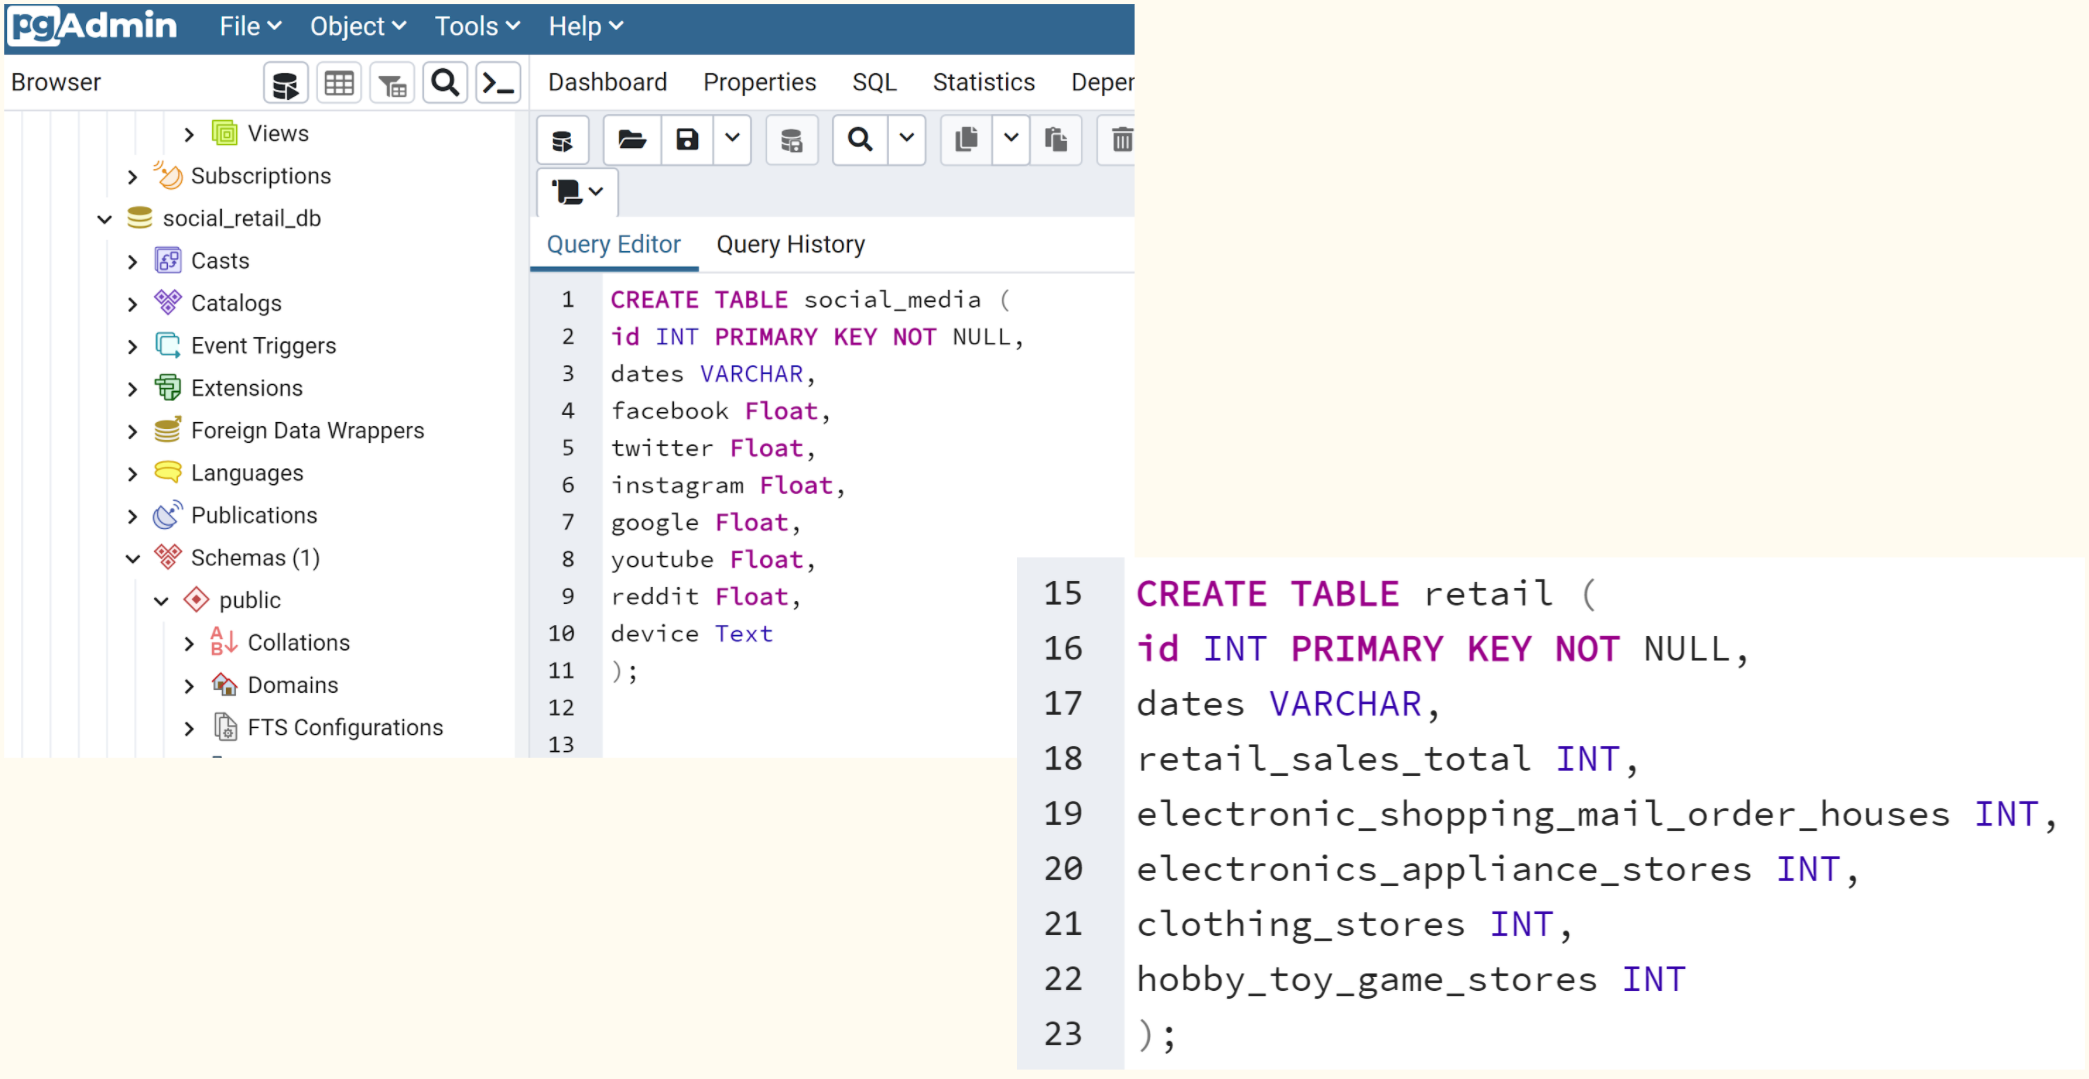 pgAdmin File Object Tools Help
Browser
Dashboard Properties SQL Statistics Deper
Views
Subscriptions
social_retail_db
Casts
Catalogs
Event Triggers
Extensions
Foreign Data Wrappers
Languages
Publications
Schemas (1)
public
Collations
Domains
FTS Configurations
Query Editor Query History
1 CREATE TABLE social_media (
2 id INT PRIMARY KEY NOT NULL,
3 dates VARCHAR,
4 facebook Float,
5 twitter Float,
6 instagram Float,
7 google Float,
8 youtube Float,
9 reddit Float,
10 device Text
11 );
12
13
15 CREATE TABLE retail (
16 id INT PRIMARY KEY NOT NULL,
17 dates VARCHAR,
18 retail_sales_total INT,
19 electronic_shopping_mail_order_houses INT,
20 electronics_appliance_stores INT,
21 clothing_stores INT,
22 hobby_toy_game_stores INT
23 );